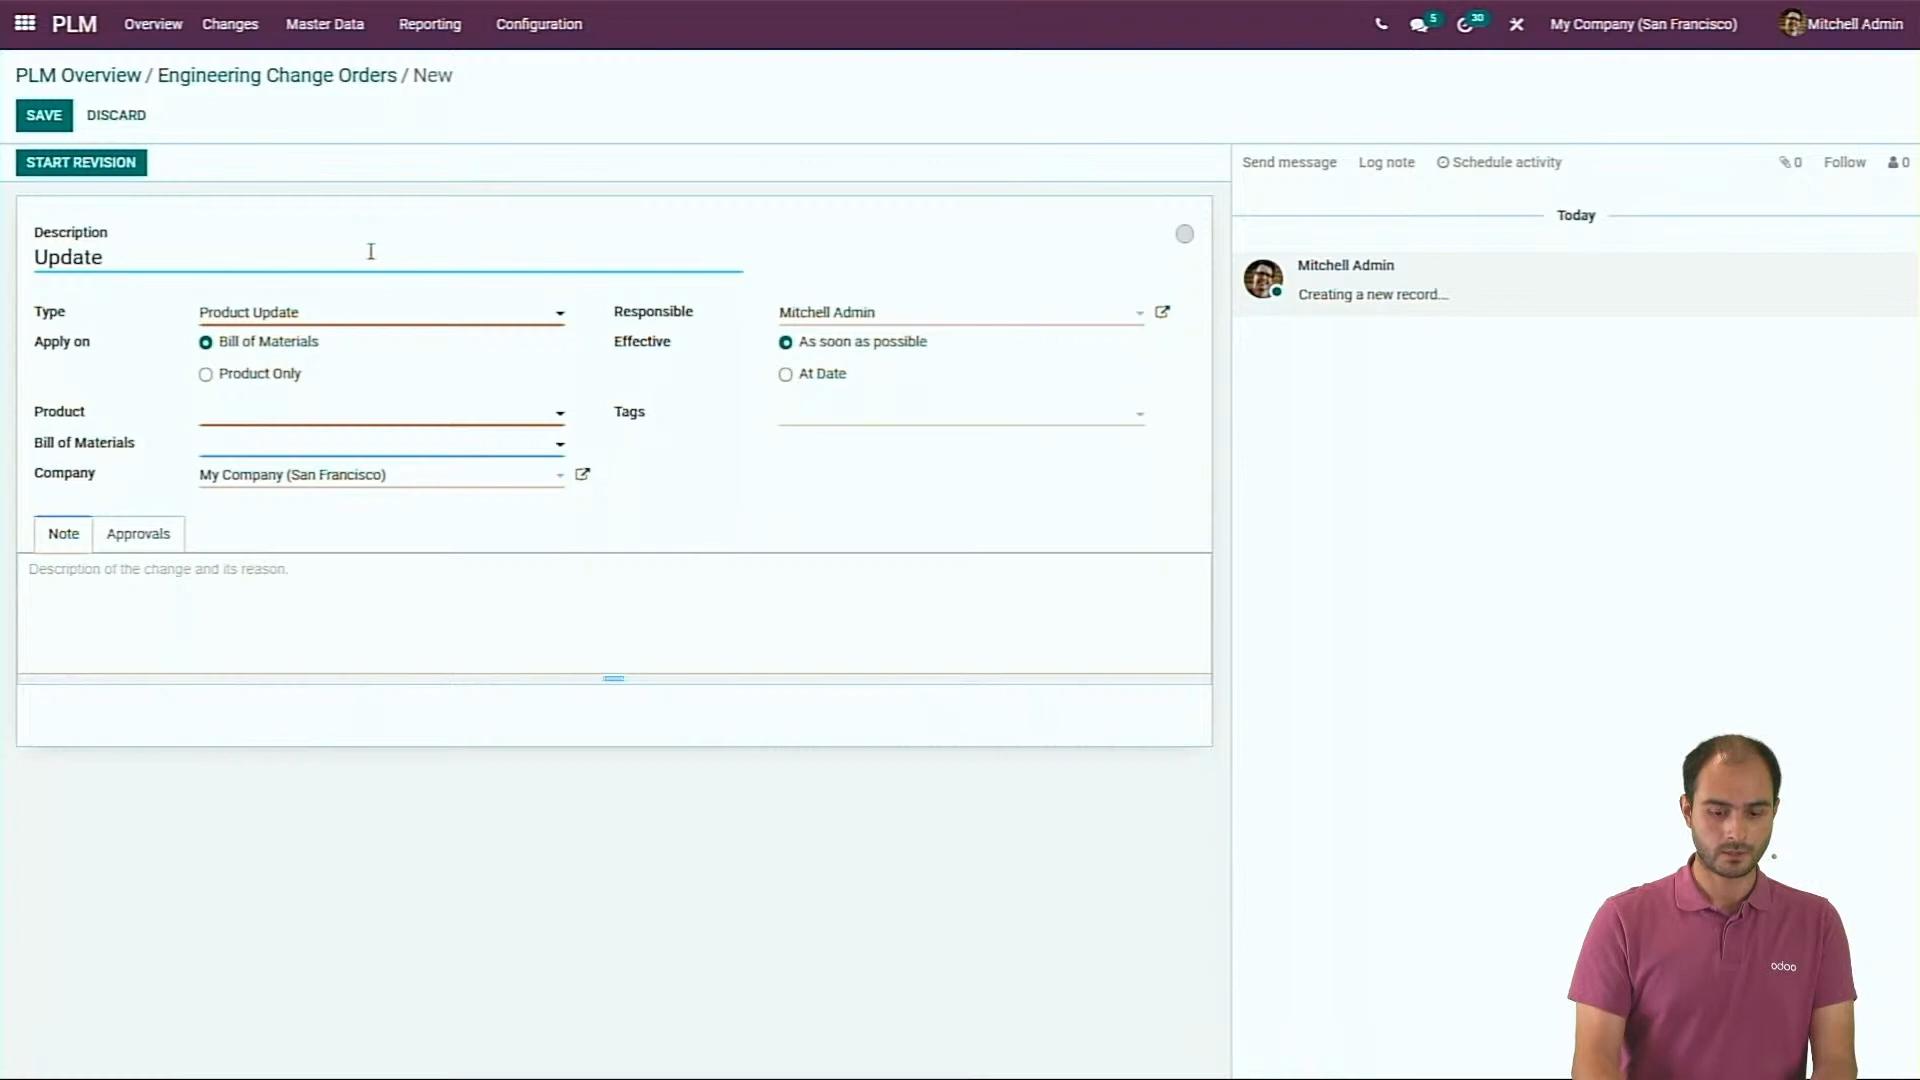 PLM Overview Changes Master Data Reporting Configuration 5 30 My Company (San Francisco) Mitchell Admin
PLM Overview / Engineering Change Orders / New
SAVE DISCARD
START REVISION
Send message Log note Schedule activity 0 Follow 0
Today
Description
Update
Mitchell Admin
Creating a new record...
Type Product Update Responsible Mitchell Admin
Apply on Bill of Materials Effective As soon as possible
Product Only At Date
Product Tags
Bill of Materials
Company My Company (San Francisco)
Note Approvals
Description of the change and its reason.
odoo